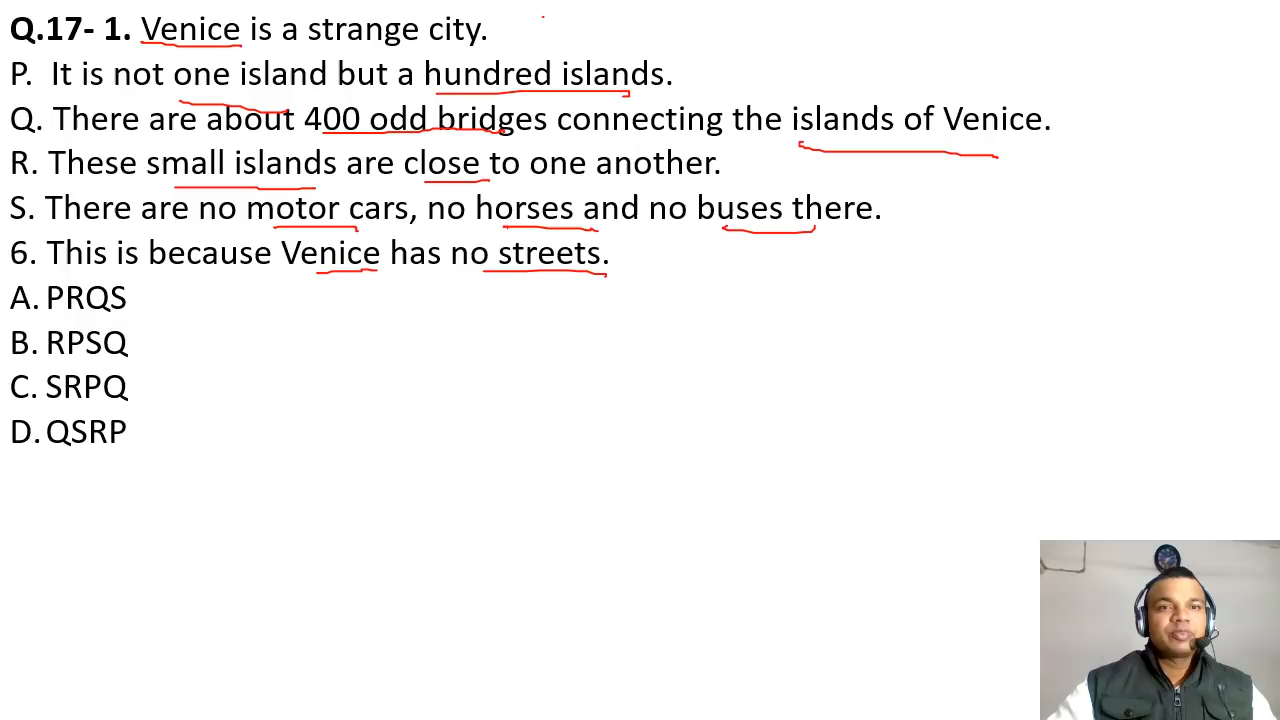 Q.17- 1. Venice is a strange city.
P. It is not one island but a hundred islands.
Q. There are about 400 odd bridges connecting the islands of Venice.
R. These small islands are close to one another.
S. There are no motor cars, no horses and no buses there.
6. This is because Venice has no streets.
A. PRQS
B. RPSQ
C. SRPQ
D. QSRP